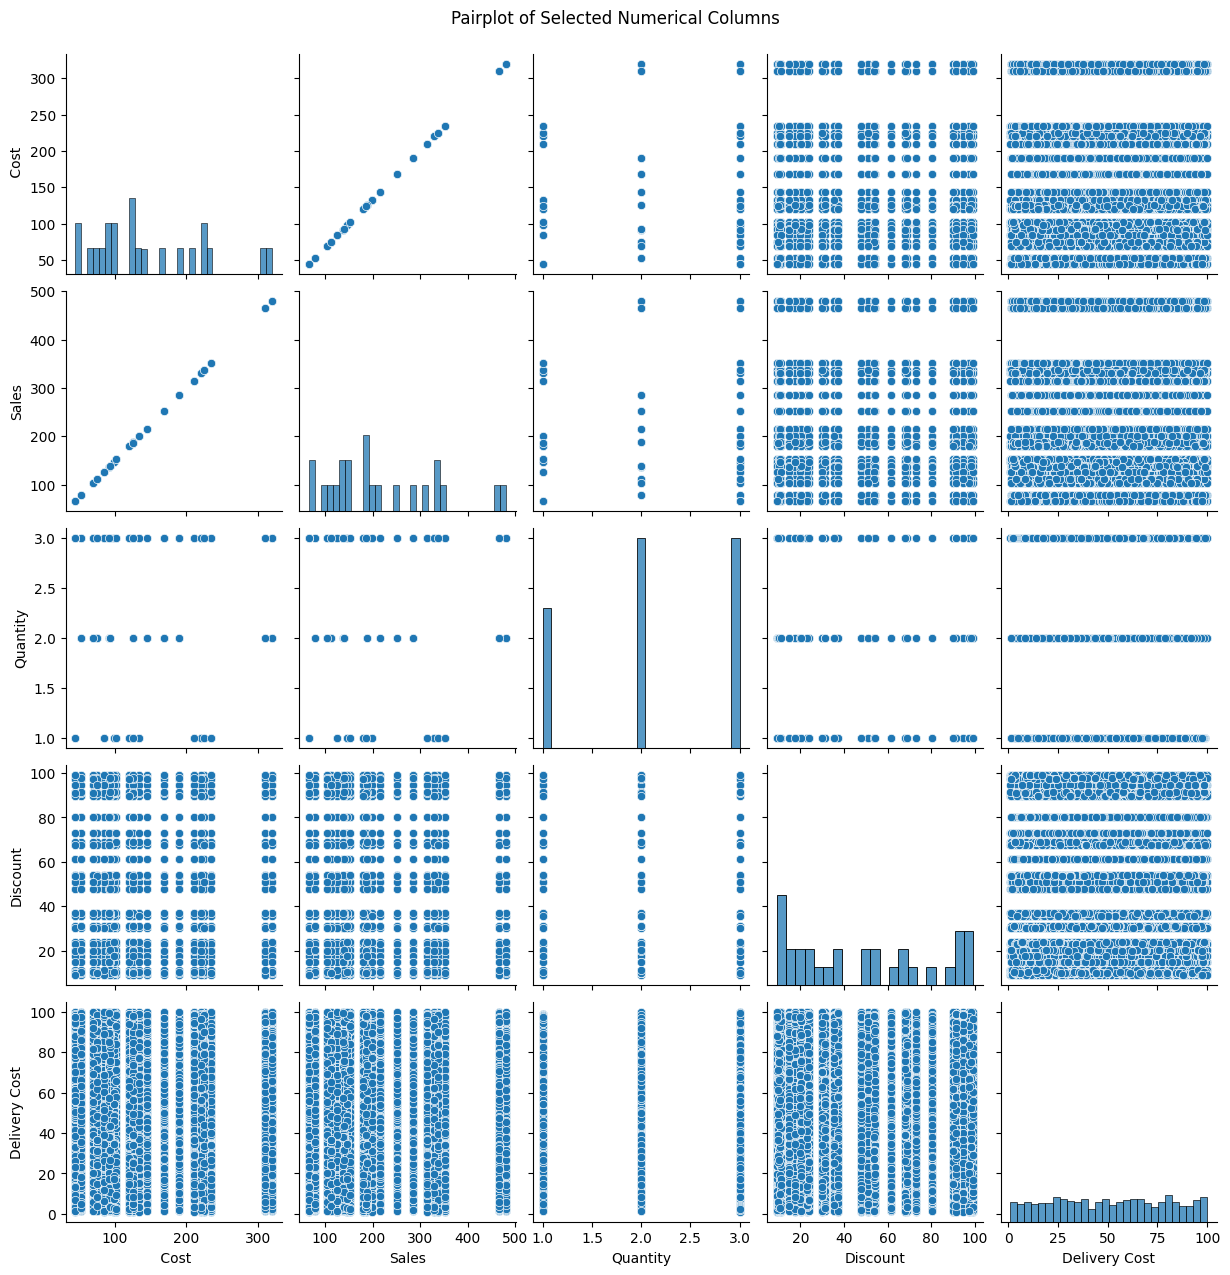 Pairplot of Selected Numerical Columns
300
250
200
150
100
50
Cost
500
400
300
200
100
Sales
3.0
2.5
2.0
1.5
1.0
Quantity
100
80
60
40
20
Discount
100
80
60
40
20
0
Delivery Cost
100 200 300
100 200 300 400 500
1.0 1.5 2.0 2.5 3.0
20 40 60 80 100
0 25 50 75 100
Cost Sales Quantity Discount Delivery Cost